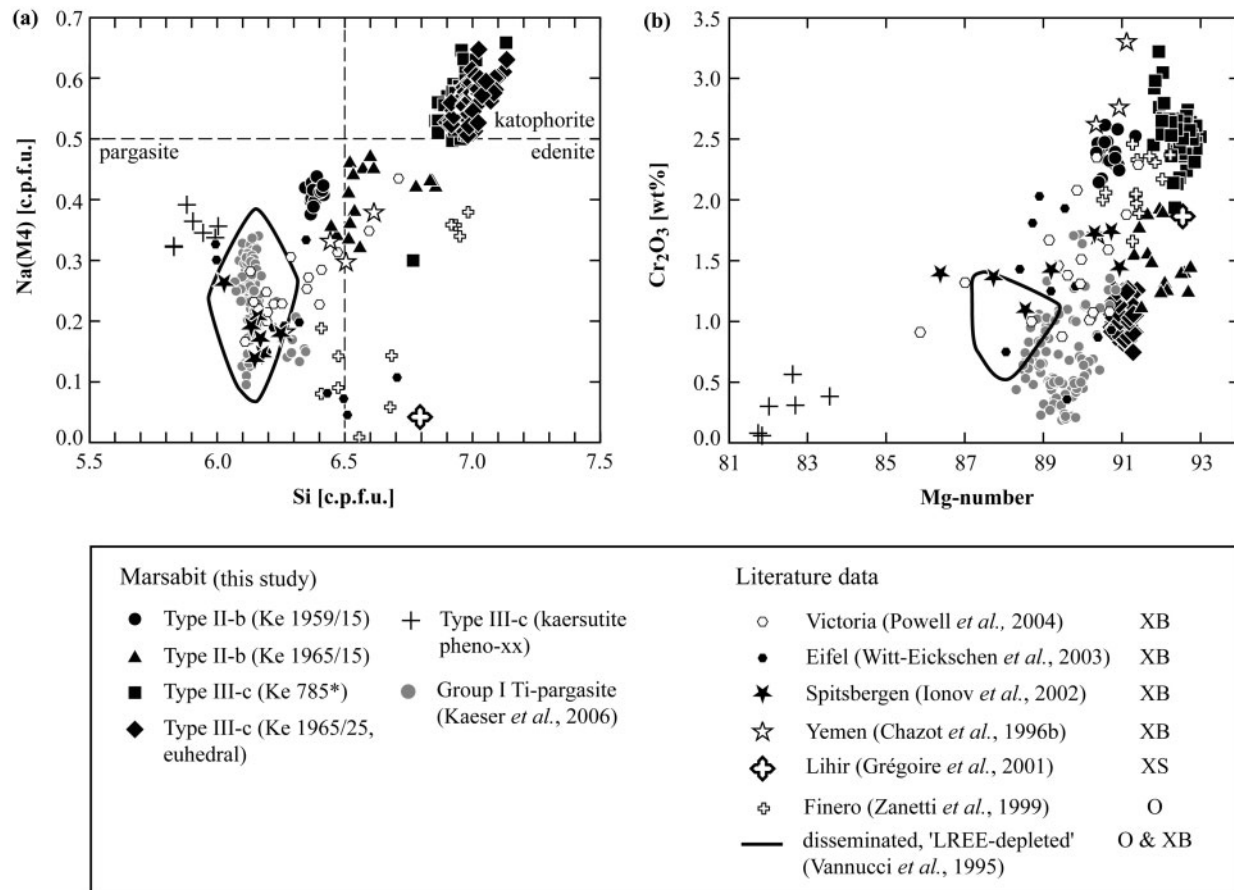 (a)
0.7
0.6
0.5
0.4
0.3
0.2
0.1
0.0
Na(M4) [c.p.f.u.]
katophorite
pargasite
edenite
5.5
6.0
6.5
7.0
7.5
Si [c.p.f.u.]
(b)
3.5
3.0
2.5
2.0
1.5
1.0
0.5
0.0
Cr₂O₃ [wt%]
81
83
85
87
89
91
93
Mg-number
Marsabit (this study)
Type II-b (Ke 1959/15)
Type II-b (Ke 1965/15)
Type III-c (Ke 785*)
Type III-c (Ke 1965/25,
euhedral)
Type III-c (kaersutite
pheno-xx)
Group I Ti-pargasite
(Kaeser et al., 2006)
Literature data
Victoria (Powell et al., 2004) XB
Eifel (Witt-Eickschen et al., 2003) XB
Spitsbergen (Ionov et al., 2002) XB
Yemen (Chazot et al., 1996b) XB
Lihir (Grégoire et al., 2001) XS
Finero (Zanetti et al., 1999) O
disseminated, 'LREE-depleted' O & XB
(Vannucci et al., 1995)